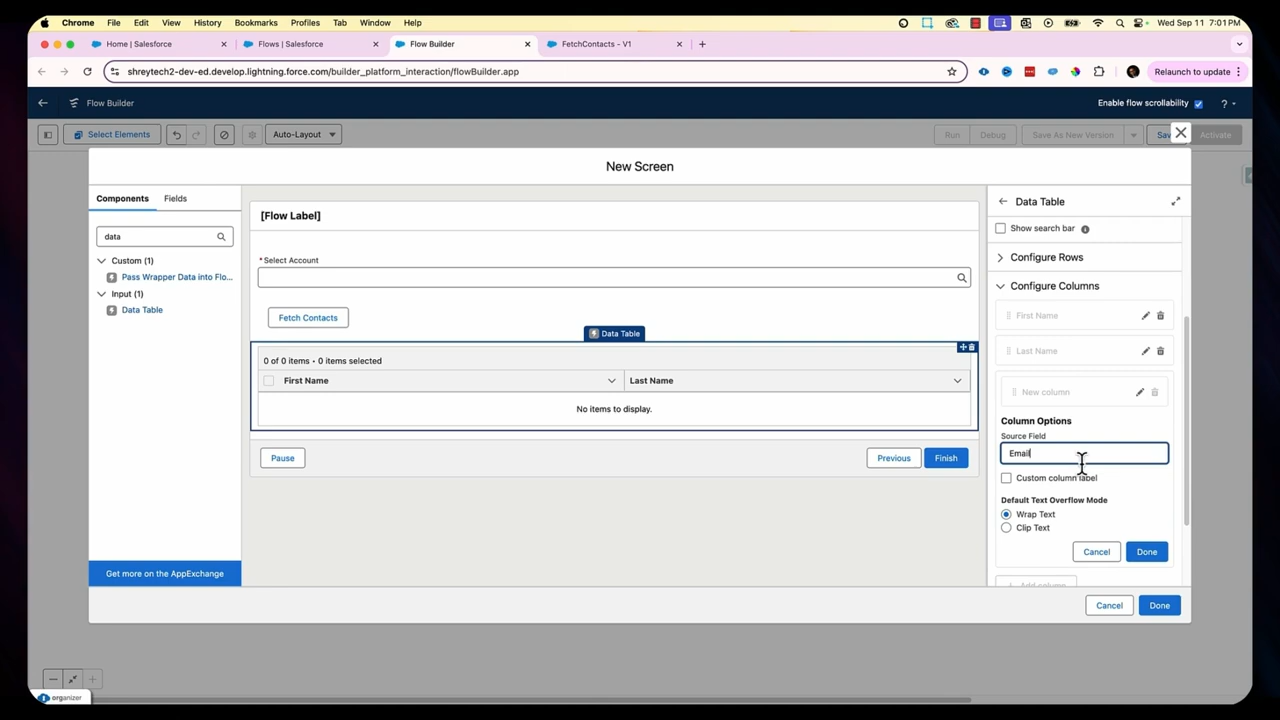 Chrome File Edit View History Bookmarks Profiles Tab Window Help Wed Sep 11 7:01 PM
Home | Salesforce Flows | Salesforce Flow Builder FetchContacts - V1
shreytech2-dev-ed.develop.lightning.force.com/builder_platform_interaction/flowBuilder.app Relaunch to update
Flow Builder Enable flow scrollability ?
Select Elements Auto-Layout Run Debug Save As New Version Sav Activate
New Screen
Components Fields
data
Custom (1)
Pass Wrapper Data into Flo...
Input (1)
Data Table
Get more on the AppExchange
[Flow Label]
* Select Account
Fetch Contacts
Data Table
0 of 0 items • 0 items selected
First Name Last Name
No items to display.
Pause Previous Finish
Data Table
Show search bar
Configure Rows
Configure Columns
First Name
Last Name
New column
Column Options
Source Field
Email
Custom column label
Default Text Overflow Mode
Wrap Text
Clip Text
Cancel Done
Add column
Cancel Done
organizer